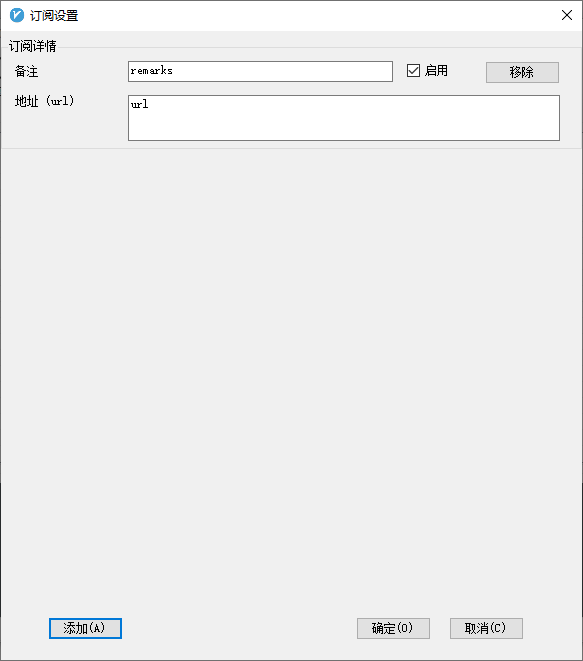 订阅设置
订阅详情
备注 remarks 启用 移除
地址 (url) url
添加(A) 确定(O) 取消(C)